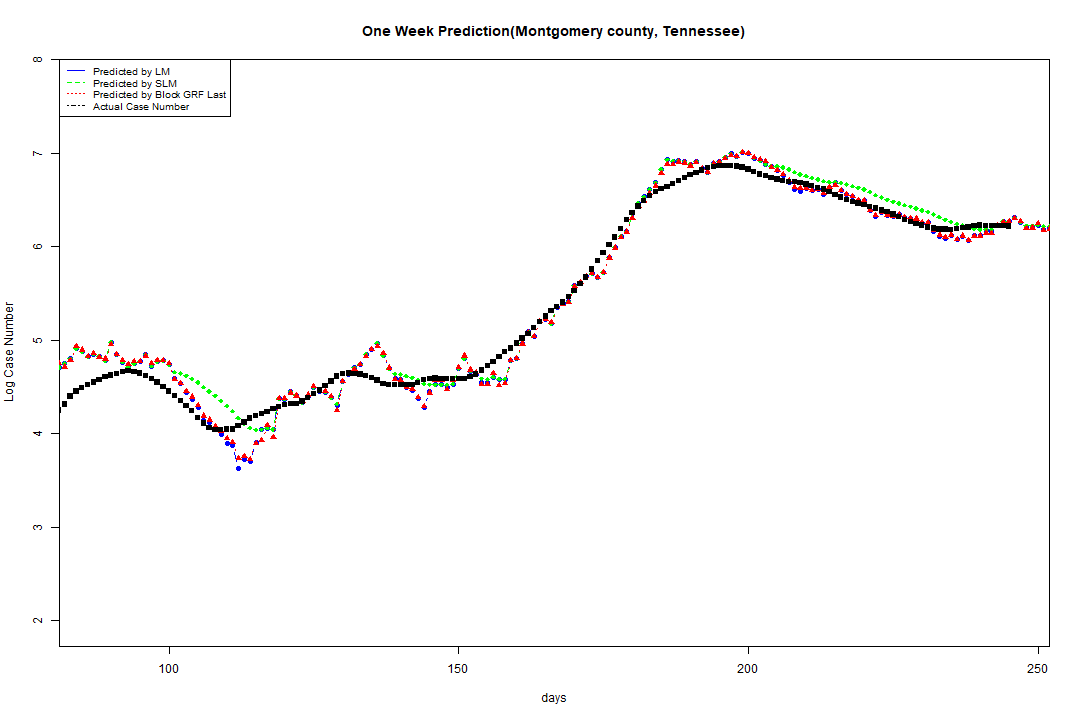 One Week Prediction(Montgomery county, Tennessee)
8
Predicted by LM
Predicted by SLM
Predicted by Block GRF Last
Actual Case Number
7
6
5
4
3
2
Log Case Number
100
150
200
250
days